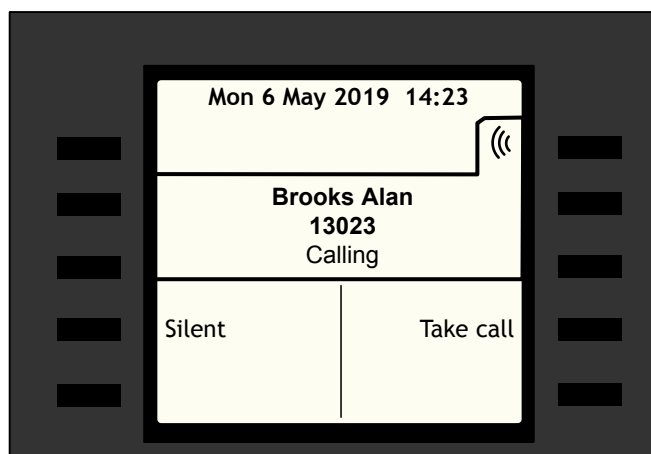 Mon 6 May 2019 14:23
Brooks Alan
13023
Calling
Silent Take call